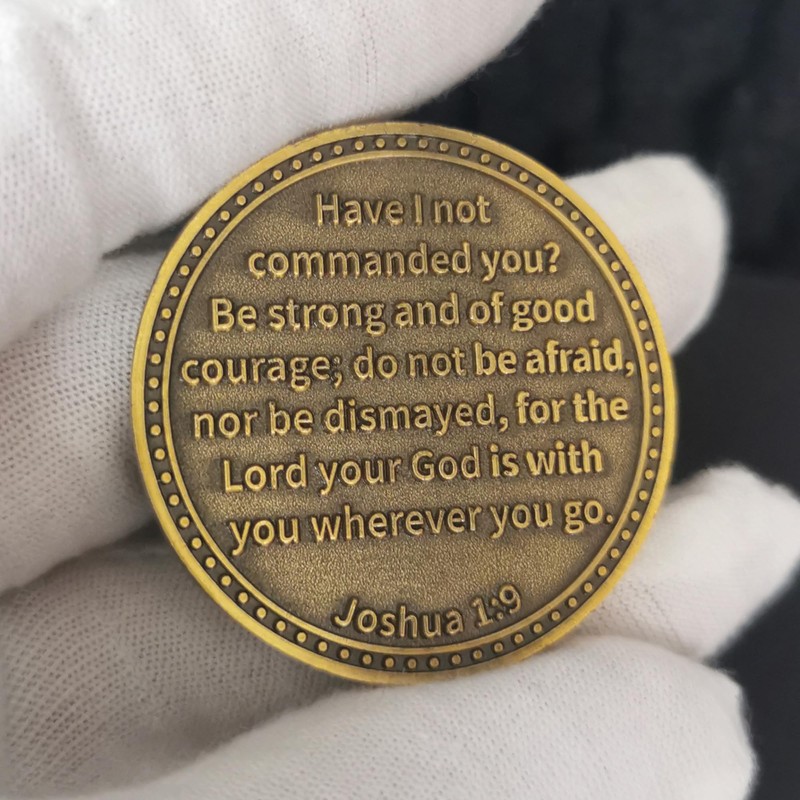 Have I not
commanded you?
Be strong and of good
courage; do not be afraid,
nor be dismayed, for the
Lord your God is with
you wherever you go.
Joshua 1:9